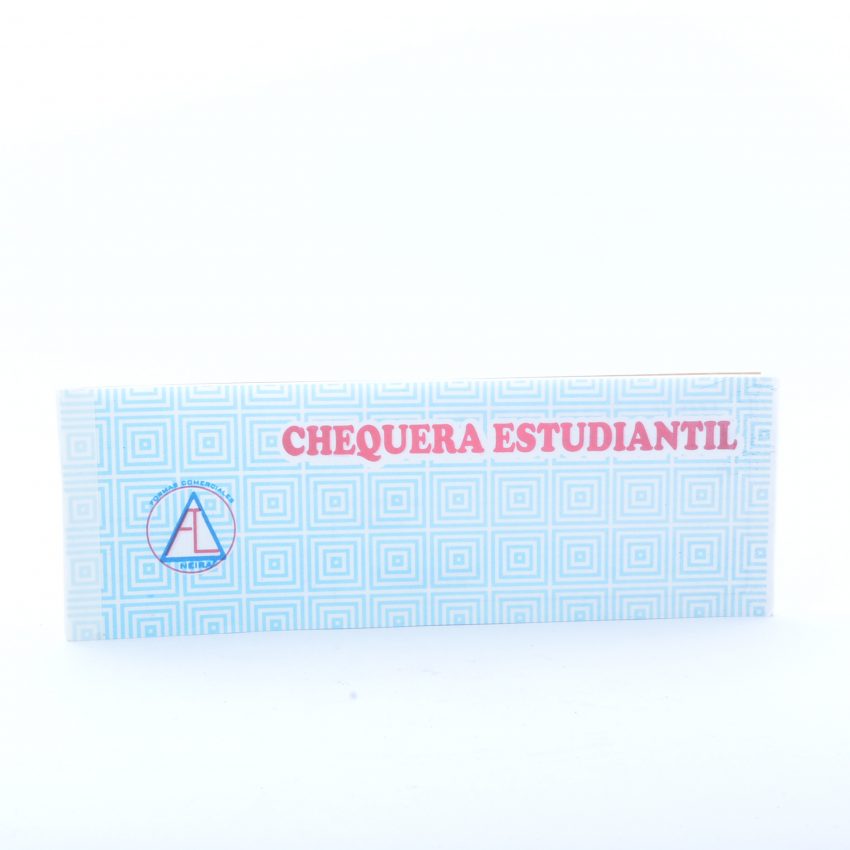 CHEQUERA ESTUDIANTIL
FORMAS COMERCIALES
NEIRA